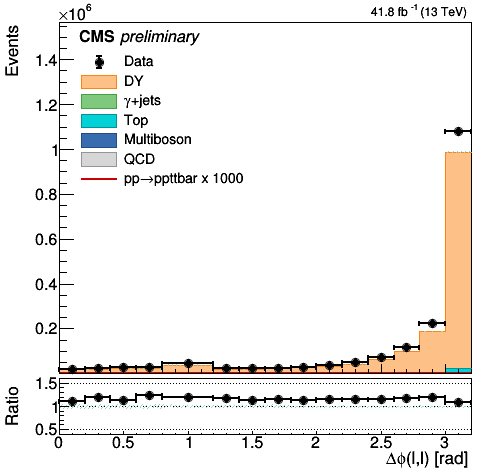 ×10⁶
41.8 fb⁻¹ (13 TeV)
Events
CMS preliminary
Data
DY
γ+jets
Top
Multiboson
QCD
pp→ppttbar x 1000
1.4
1.2
1
0.8
0.6
0.4
0.2
Ratio
1.5
1
0.5
0 0.5 1 1.5 2 2.5 3
Δϕ(l,l) [rad]